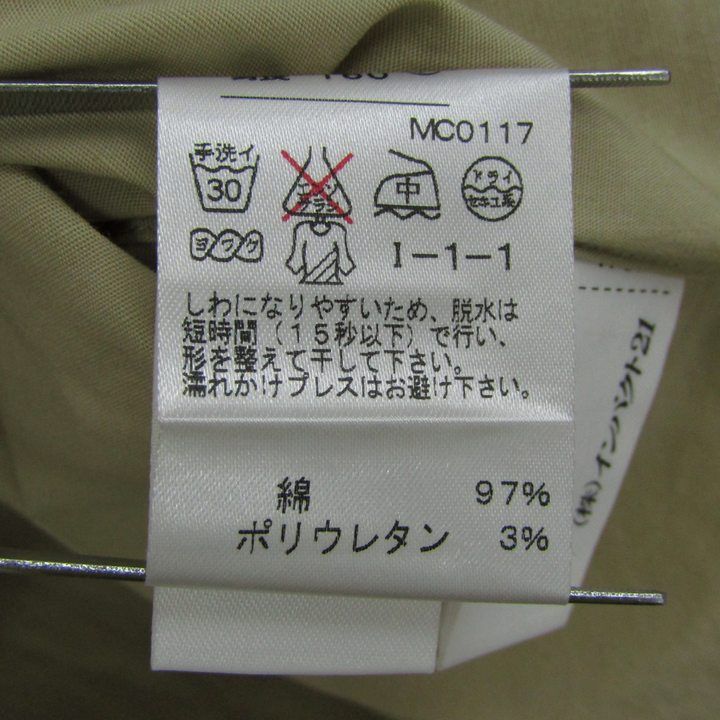 MC0117
手洗イ
30
エンソ
サラシ
中
ドライ
セキユ系
ヨワク
I-1-1
しわになりやすいため、脱水は
短時間(15秒以下)で行い、
形を整えて干して下さい。
濡れかけプレスはお避け下さい。
綿 97%
ポリウレタン 3%
(株)インパクト21